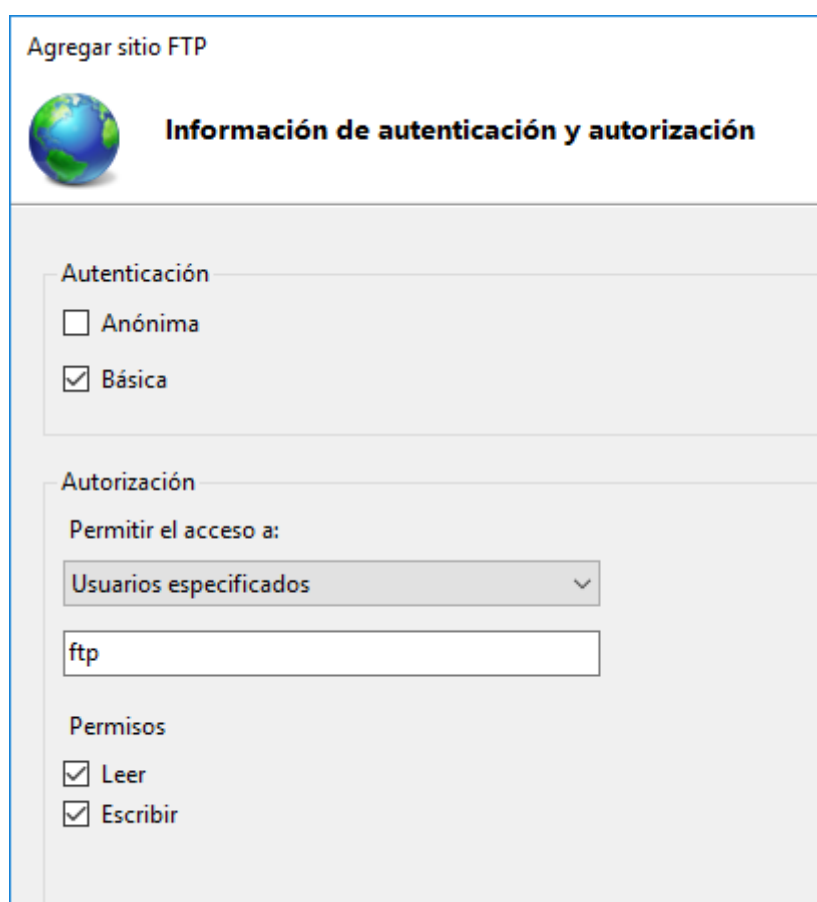 Agregar sitio FTP
Información de autenticación y autorización
Autenticación
Anónima
Básica
Autorización
Permitir el acceso a:
Usuarios especificados
ftp
Permisos
Leer
Escribir